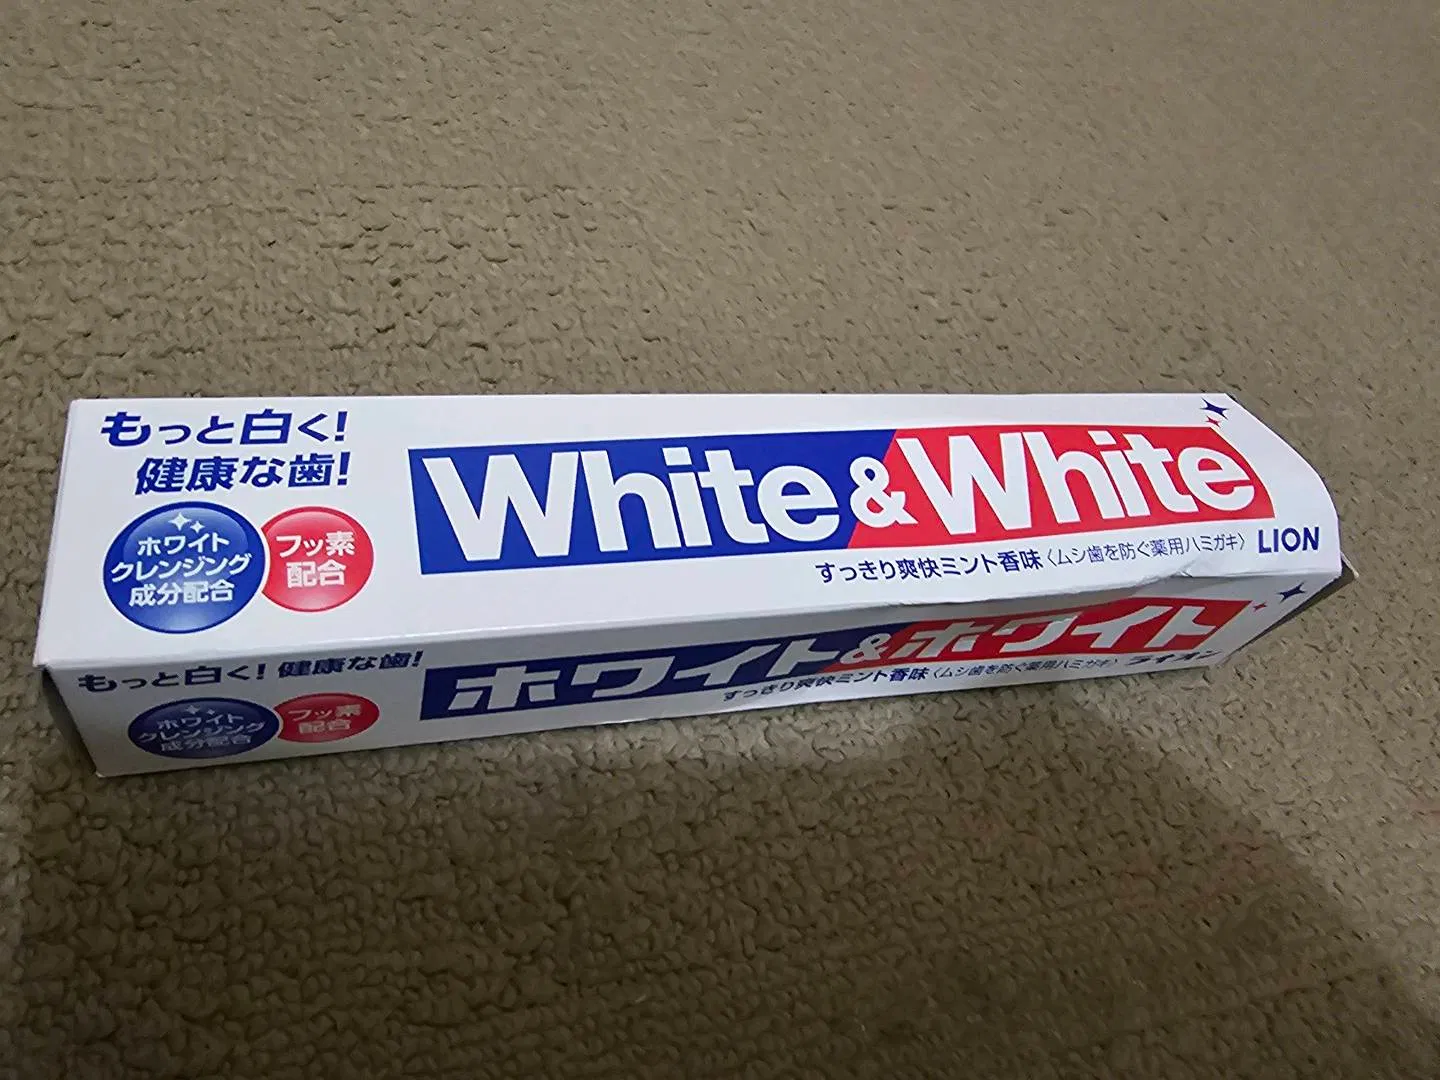 もっと白く!
健康な歯!
ホワイト
クレンジング
成分配合
フッ素
配合
White&White
すっきり爽快ミント香味〈ムシ歯を防ぐ薬用ハミガキ〉
LION
もっと白く! 健康な歯!
ホワイト
クレンジング
成分配合
フッ素
配合
ホワイト&ホワイト
すっきり爽快ミント香味〈ムシ歯を防ぐ薬用ハミガキ〉
ライオン